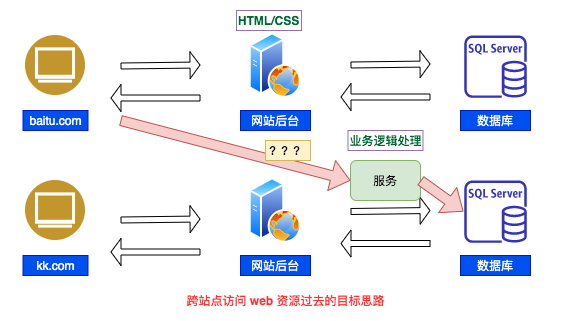 HTML/CSS
SQL Server
baitu.com
网站后台
数据库
业务逻辑处理
？？？
服务
SQL Server
kk.com
网站后台
数据库
跨站点访问 web 资源过去的目标思路